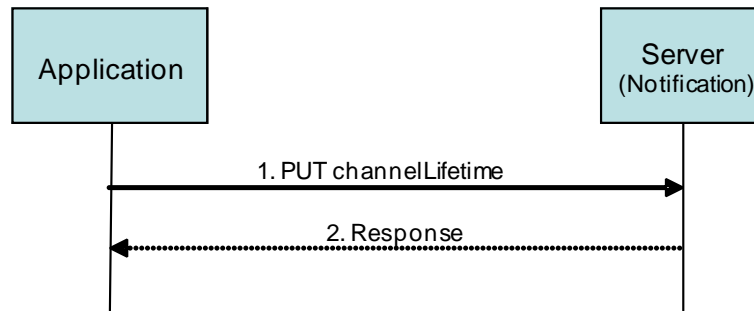 Application
Server
(Notification)
1. PUT channelLifetime
2. Response